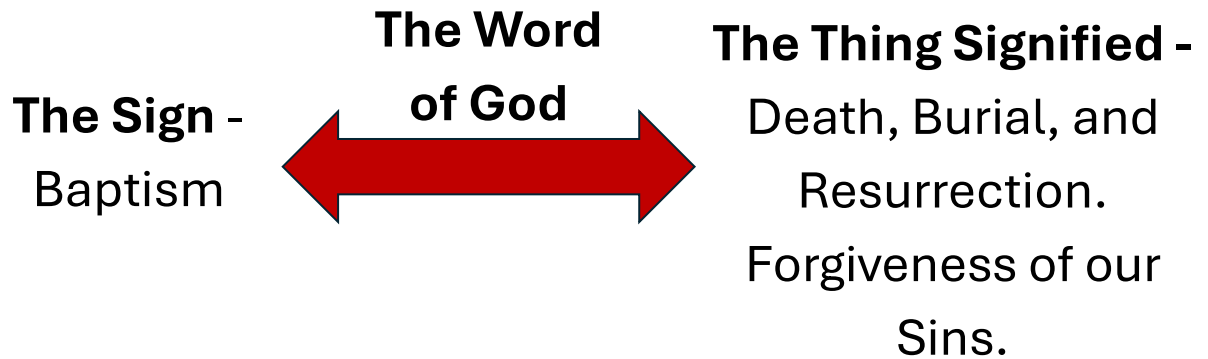 The Sign -
Baptism
The Word
of God
The Thing Signified -
Death, Burial, and
Resurrection.
Forgiveness of our
Sins.